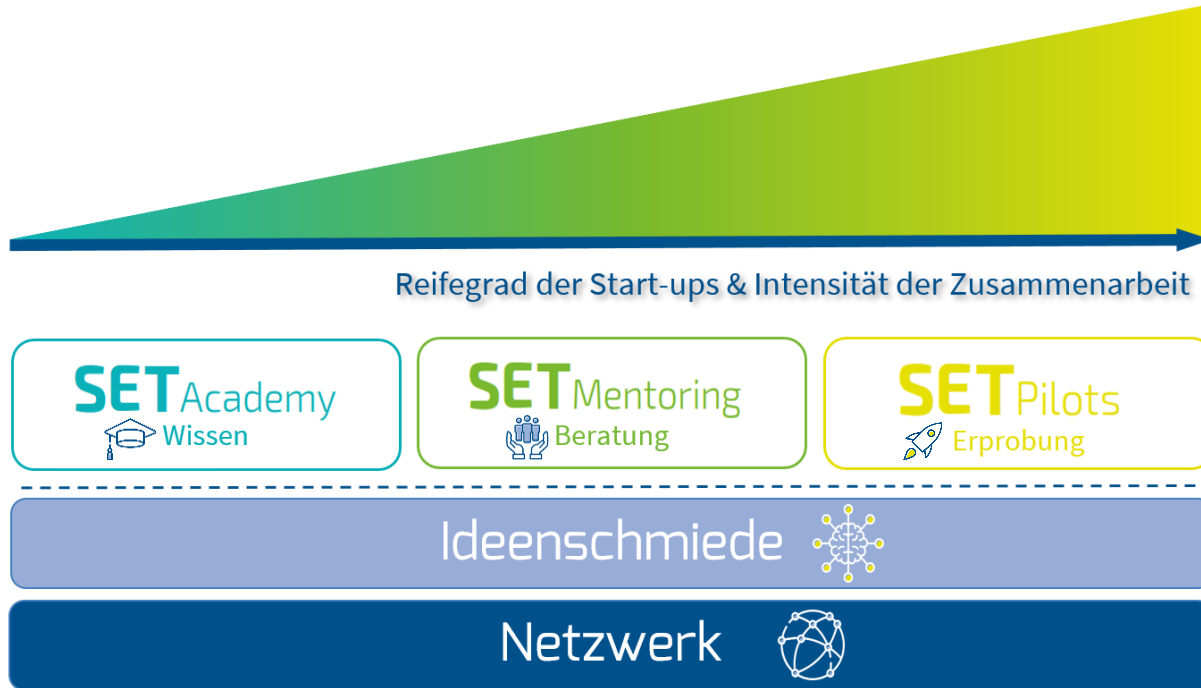 Reifegrad der Start-ups & Intensität der Zusammenarbeit
SETAcademy
Wissen
SETMentoring
Beratung
SETPilots
Erprobung
Ideenschmiede
Netzwerk